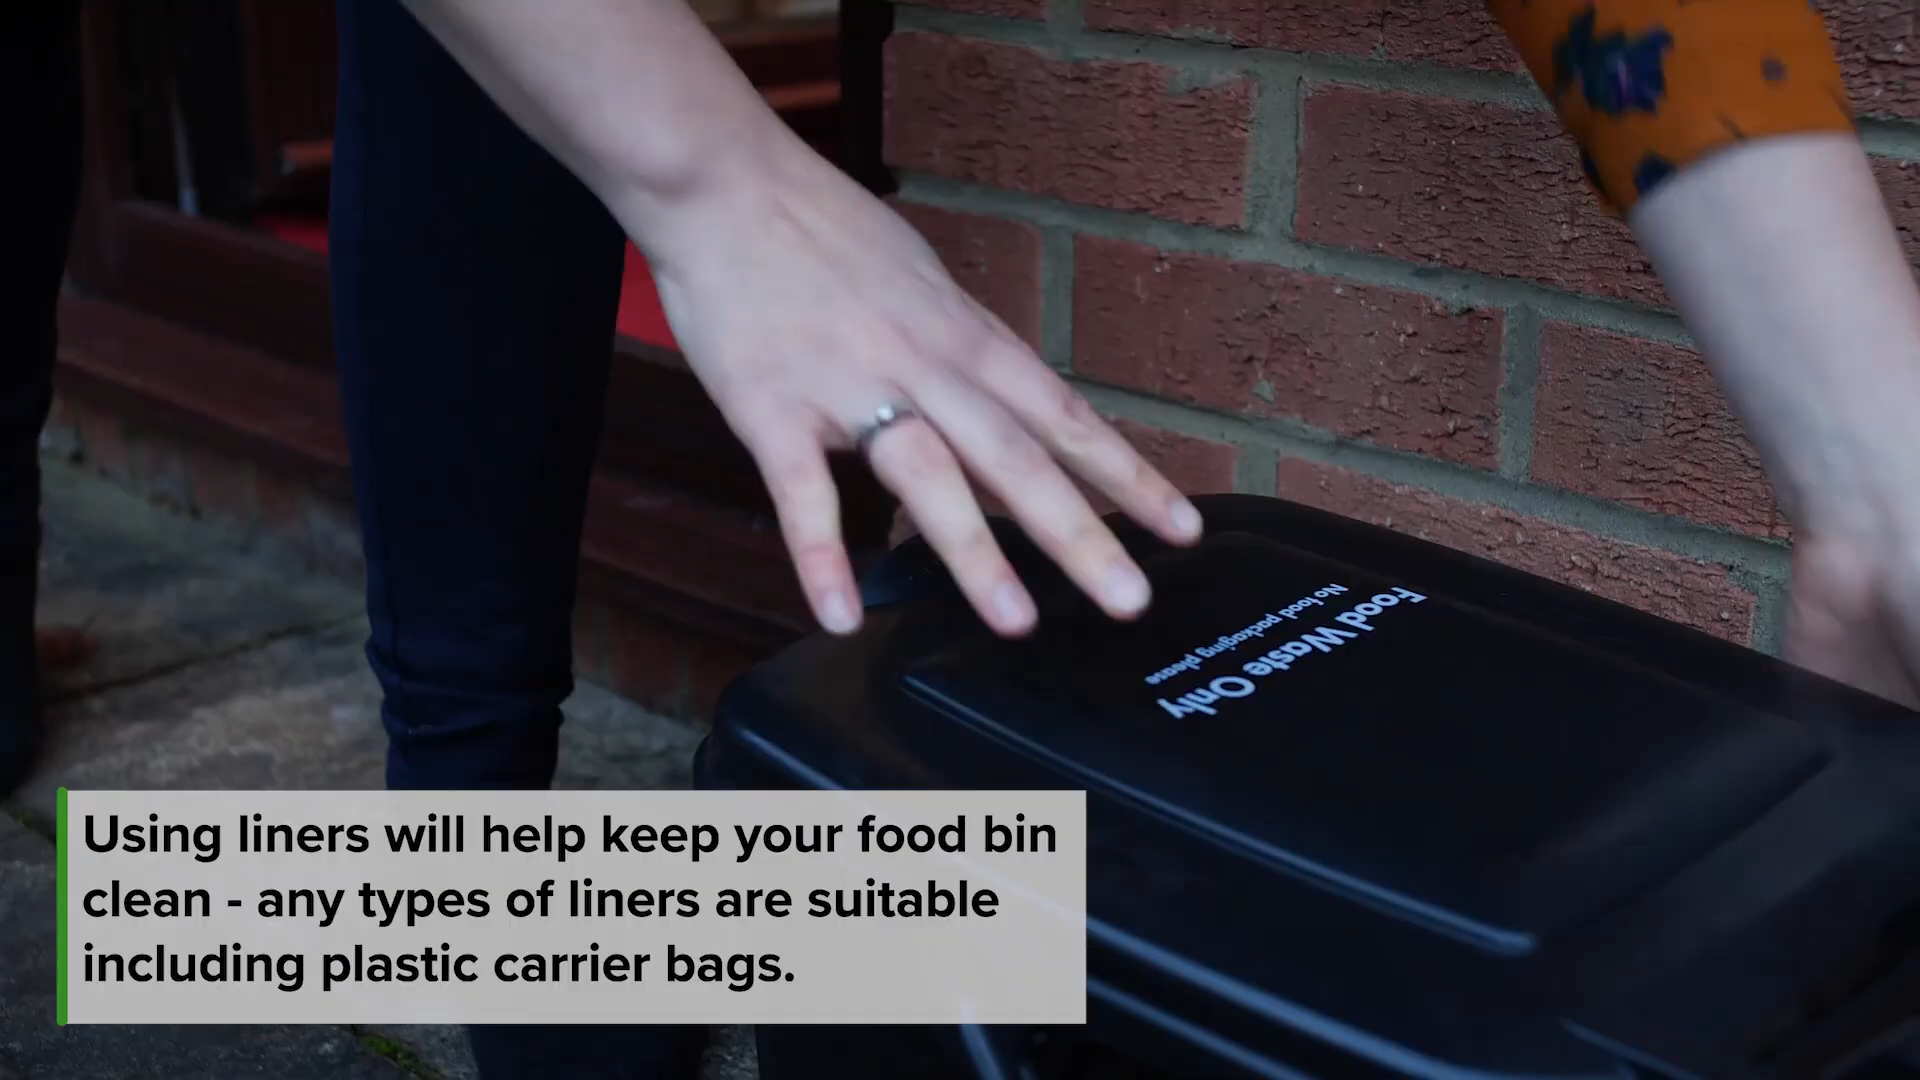 Food Waste Only
No food packaging please
Using liners will help keep your food bin
clean - any types of liners are suitable
including plastic carrier bags.